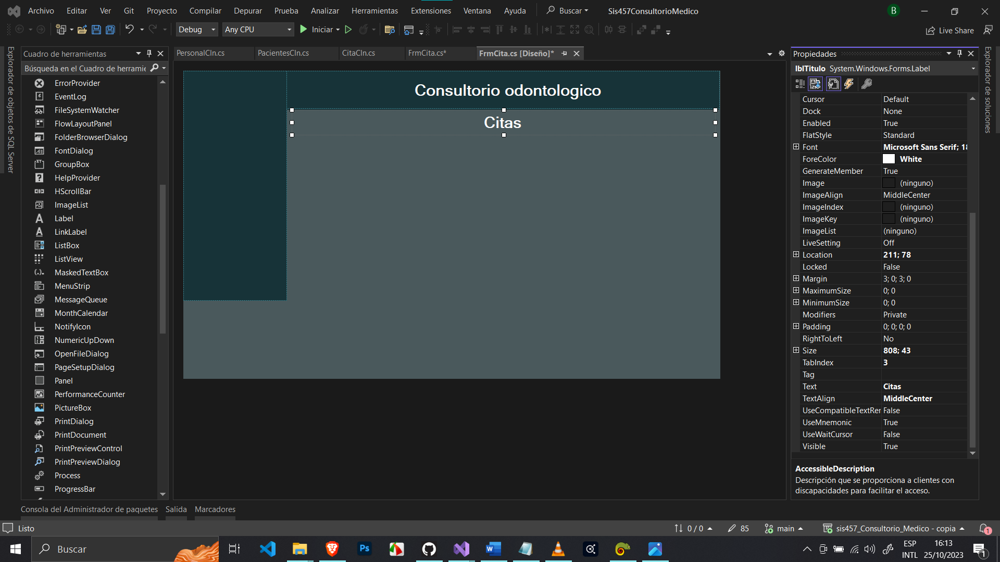 Archivo Editar Ver Git Proyecto Compilar Depurar Prueba Analizar Herramientas Extensiones Ventana Ayuda Buscar Sis457ConsultorioMedico B
Debug Any CPU Iniciar Live Share
Explorador de objetos de SQL Server
Cuadro de herramientas
Búsqueda en el Cuadro de herramie
ErrorProvider
EventLog
FileSystemWatcher
FlowLayoutPanel
FolderBrowserDialog
FontDialog
GroupBox
HelpProvider
HScrollBar
ImageList
Label
LinkLabel
ListBox
ListView
MaskedTextBox
MenuStrip
MessageQueue
MonthCalendar
NotifyIcon
NumericUpDown
OpenFileDialog
PageSetupDialog
Panel
PerformanceCounter
PictureBox
PrintDialog
PrintDocument
PrintPreviewControl
PrintPreviewDialog
Process
ProgressBar
PersonalCln.cs PacientesCln.cs CitaCln.cs FrmCita.cs* FrmCita.cs [Diseño]*
Consultorio odontologico
Citas
Propiedades
lblTitulo System.Windows.Forms.Label
Cursor Default
Dock None
Enabled True
FlatStyle Standard
Font Microsoft Sans Serif; 18
ForeColor White
GenerateMember True
Image (ninguno)
ImageAlign MiddleCenter
ImageIndex (ninguno)
ImageKey (ninguno)
ImageList (ninguno)
LiveSetting Off
Location 211; 78
Locked False
Margin 3; 0; 3; 0
MaximumSize 0; 0
MinimumSize 0; 0
Modifiers Private
Padding 0; 0; 0; 0
RightToLeft No
Size 808; 43
TabIndex 3
Tag
Text Citas
TextAlign MiddleCenter
UseCompatibleTextRer False
UseMnemonic True
UseWaitCursor False
Visible True
AccessibleDescription
Descripción que se proporciona a clientes con
discapacidades para facilitar el acceso.
Explorador de soluciones
Consola del Administrador de paquetes Salida Marcadores
Listo 0 / 0 85 main sis457_Consultorio_Medico - copia 1
Buscar Ps ESP INTL 16:13 25/10/2023 1